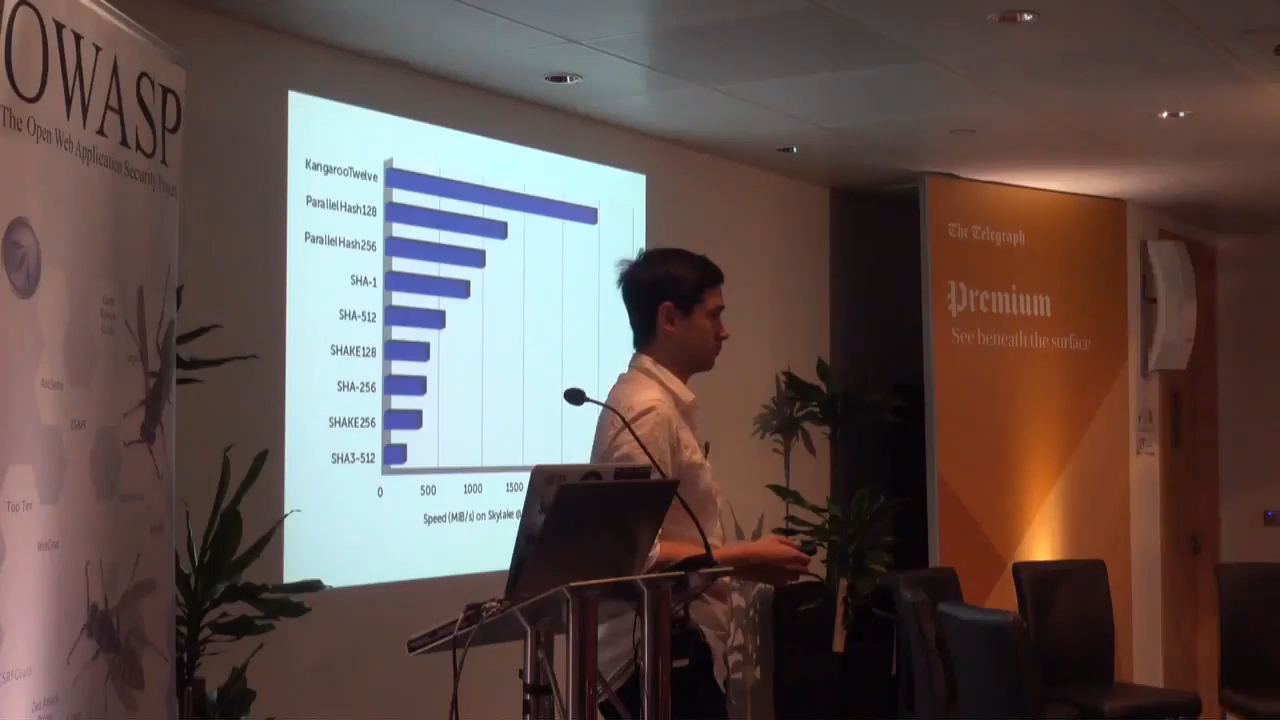 OWASP
The Open Web Application Security Project
Top Ten
KangarooTwelve
ParallelHash128
ParallelHash256
SHA-1
SHA-512
SHAKE128
SHA-256
SHAKE256
SHA3-512
0 500 1000 1500
Speed (MiB/s) on Skylake @
The Telegraph
Premium
See beneath the surface